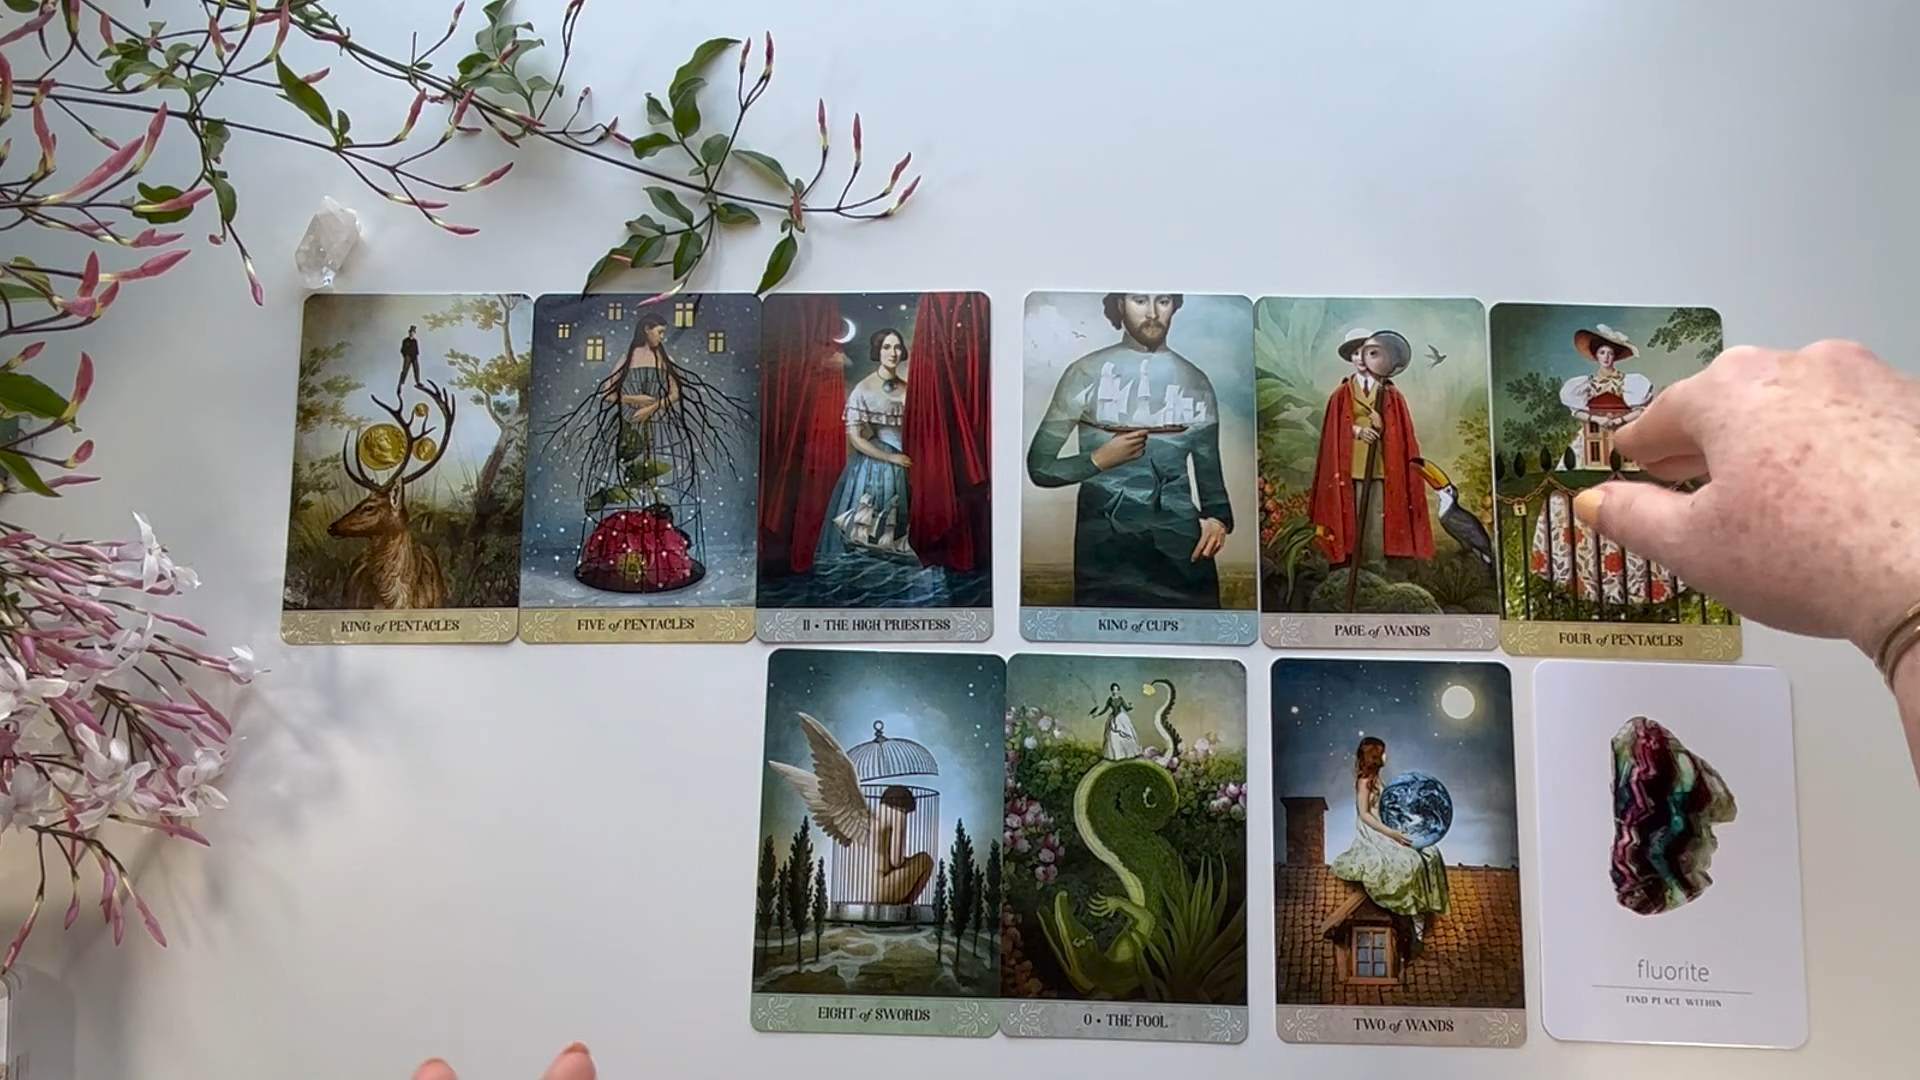 KING of PENTACLES
FIVE of PENTACLES
II • THE HIGH PRIESTESS
KING of CUPS
PAGE of WANDS
FOUR of PENTACLES
EIGHT of SWORDS
0 • THE FOOL
TWO of WANDS
fluorite
FIND PLACE WITHIN